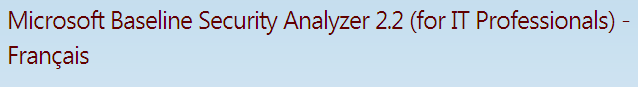 Microsoft Baseline Security Analyzer 2.2 (for IT Professionals) -
Français